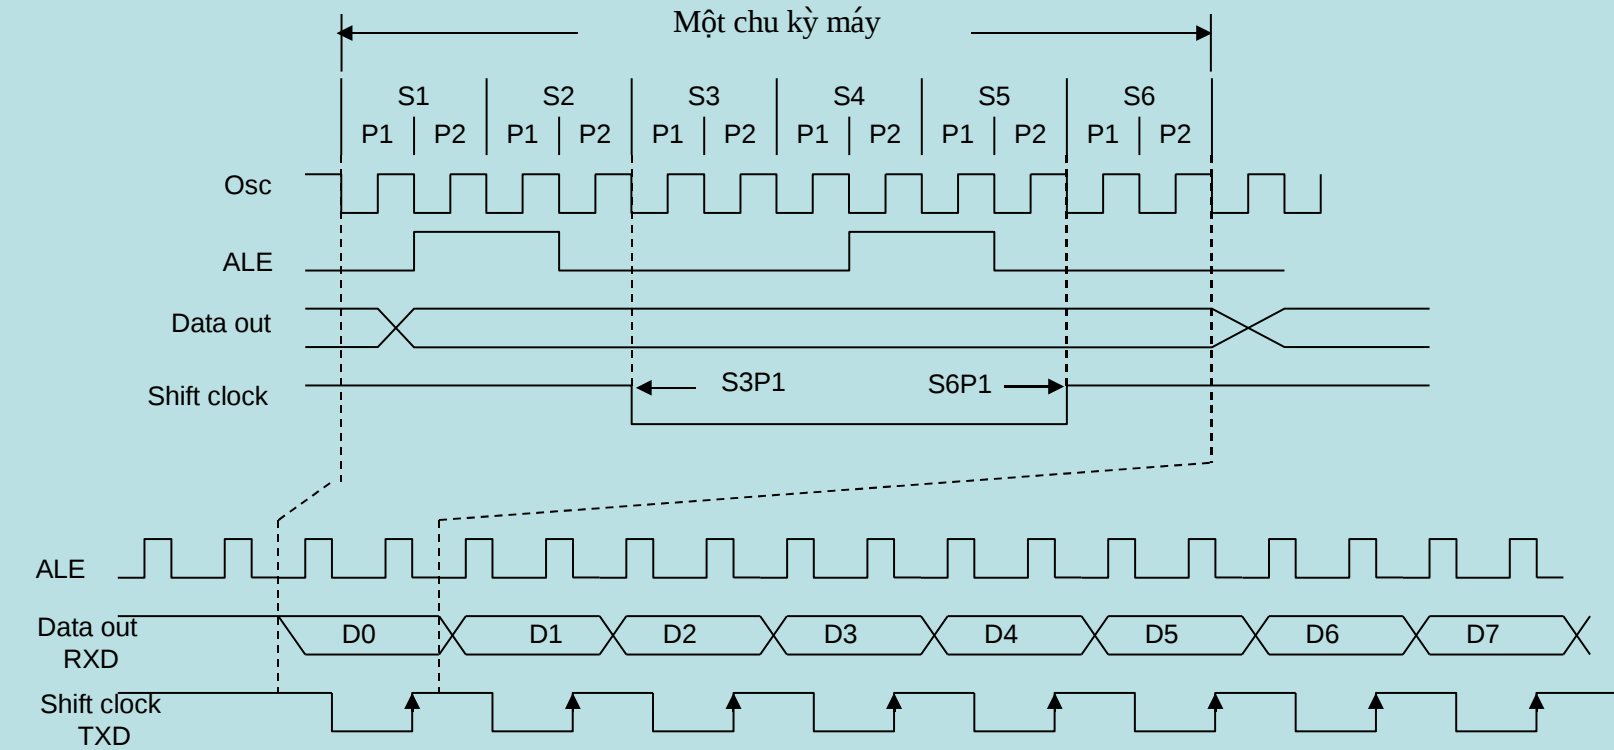 Một chu kỳ máy
S1 S2 S3 S4 S5 S6
P1 P2 P1 P2 P1 P2 P1 P2 P1 P2 P1 P2
Osc
ALE
Data out
Shift clock S3P1 S6P1
ALE
Data out D0 D1 D2 D3 D4 D5 D6 D7
RXD
Shift clock
TXD